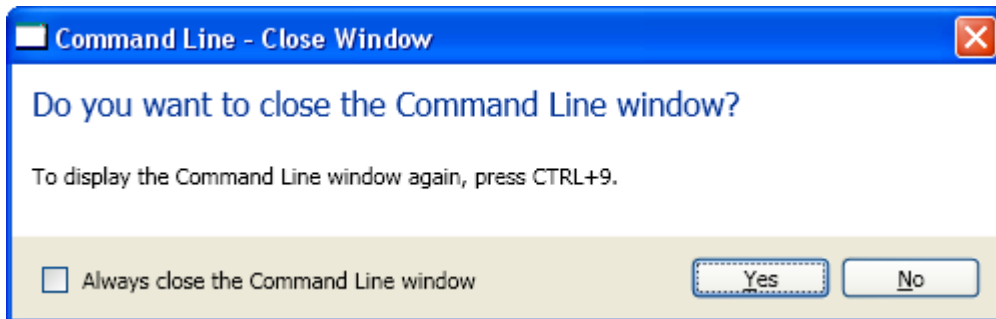 Command Line - Close Window
Do you want to close the Command Line window?
To display the Command Line window again, press CTRL+9.
Always close the Command Line window
Yes
No